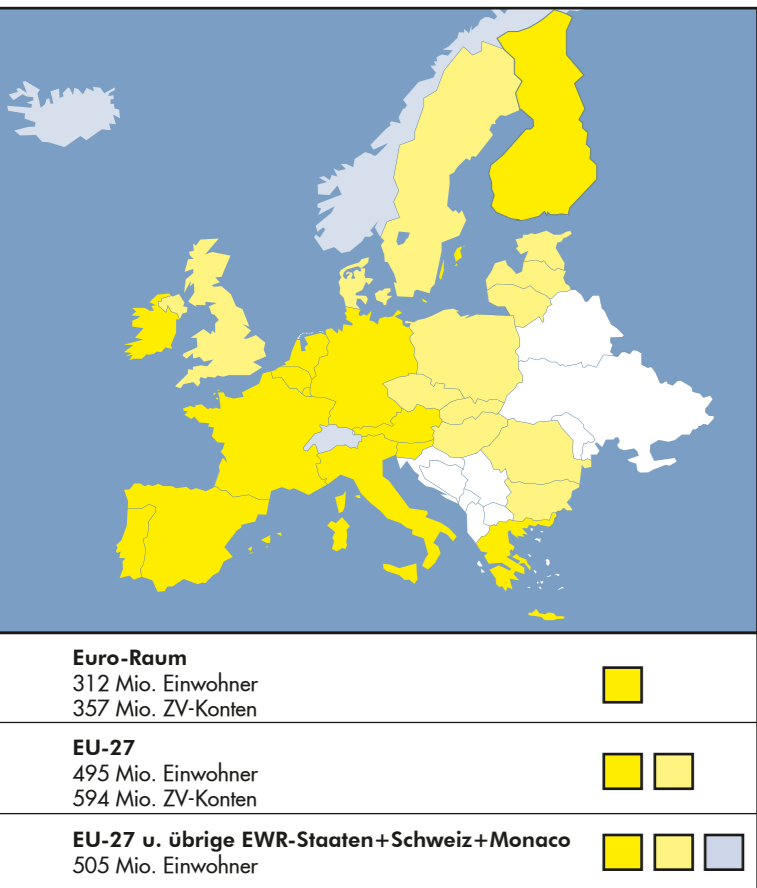 Euro-Raum
312 Mio. Einwohner
357 Mio. ZV-Konten
EU-27
495 Mio. Einwohner
594 Mio. ZV-Konten
EU-27 u. übrige EWR-Staaten+Schweiz+Monaco
505 Mio. Einwohner